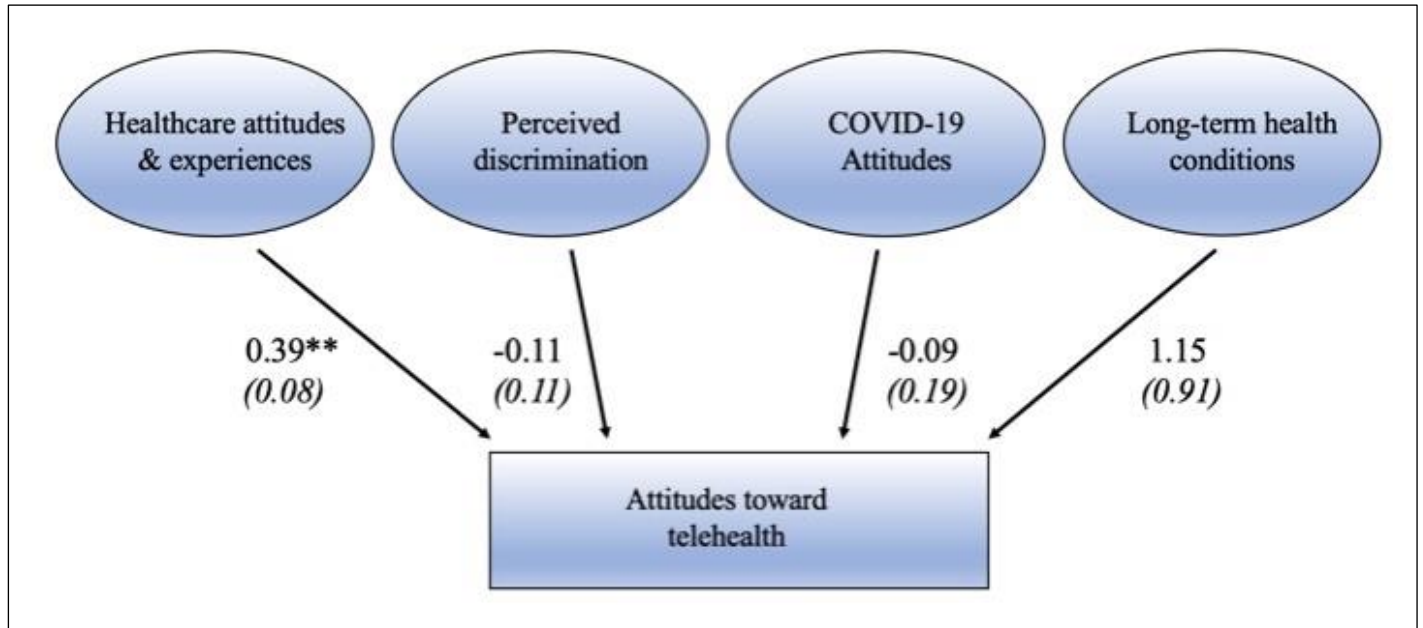 Healthcare attitudes
& experiences
Perceived
discrimination
COVID-19
Attitudes
Long-term health
conditions
0.39**
(0.08)
-0.11
(0.11)
-0.09
(0.19)
1.15
(0.91)
Attitudes toward
telehealth